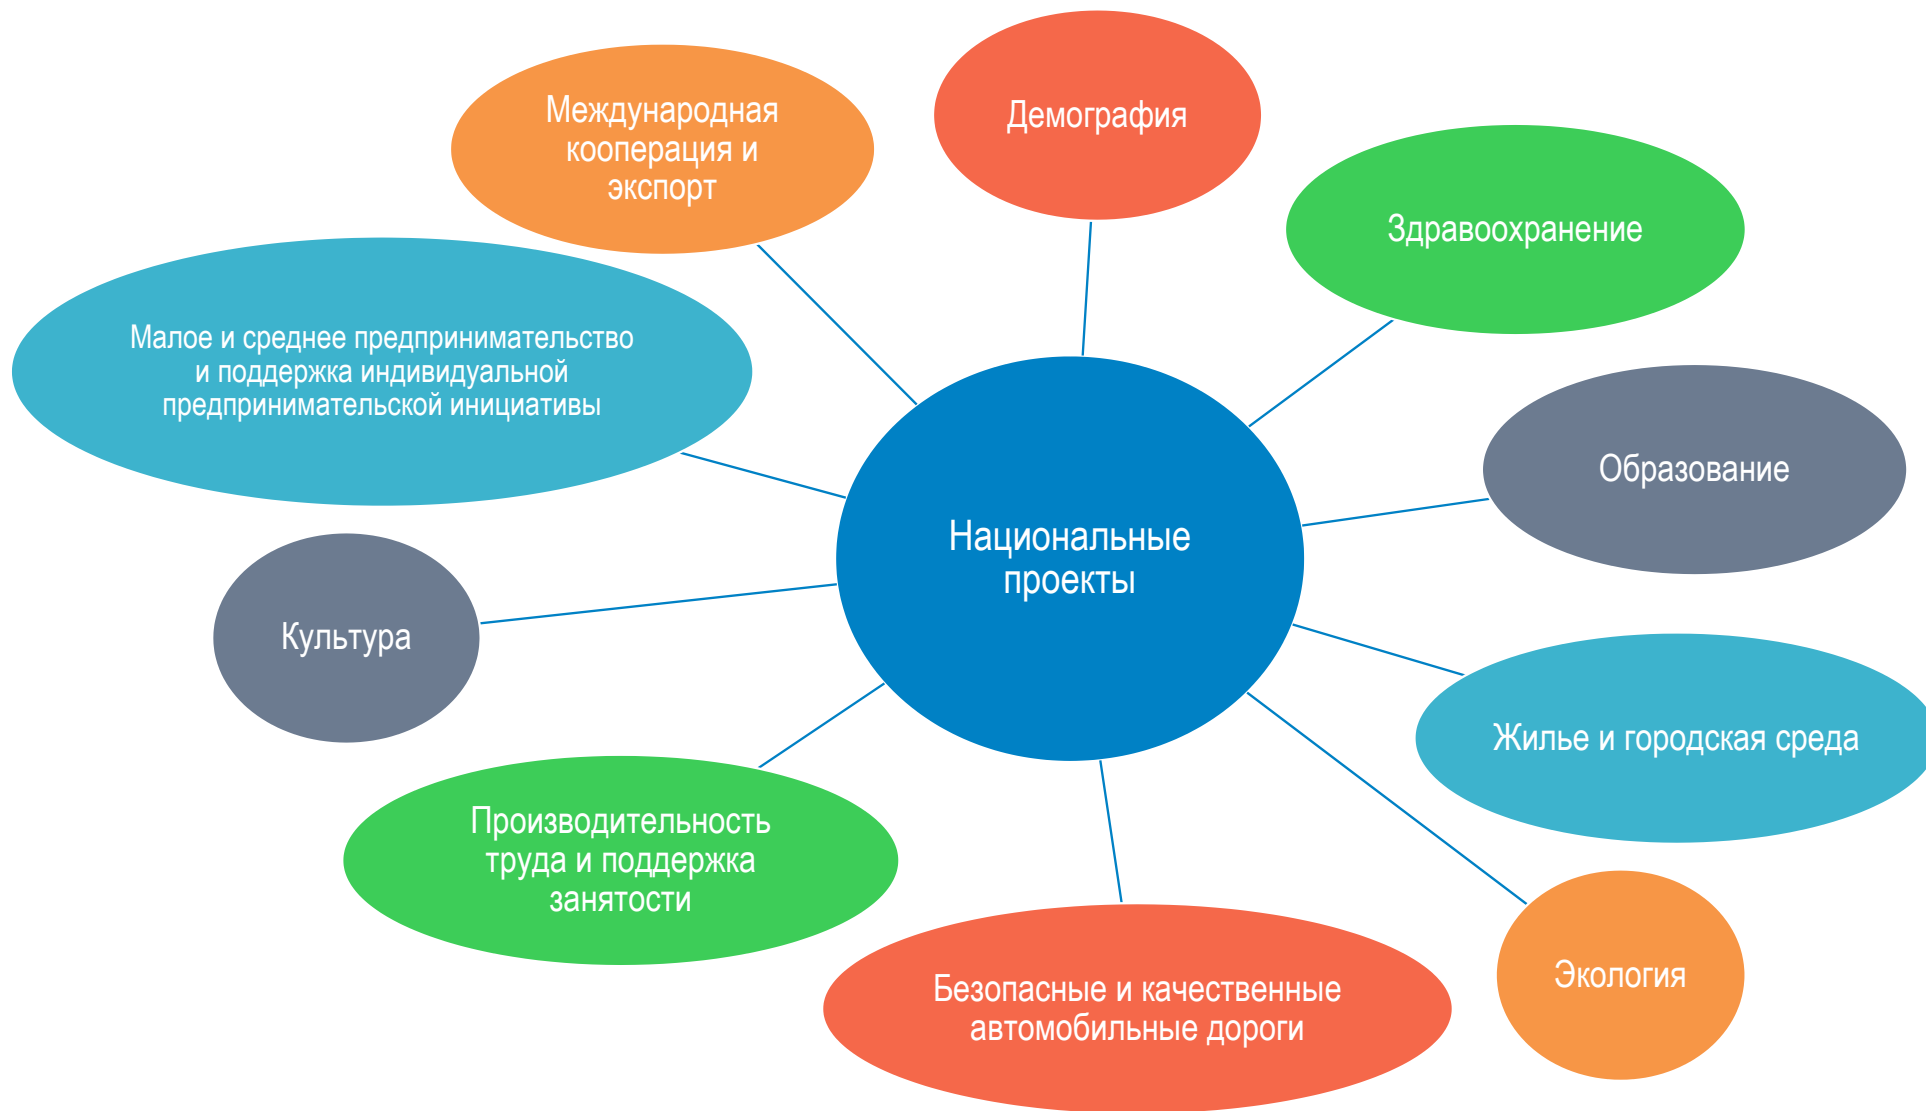 Демография
Международная
кооперация и
экспорт
Здравоохранение
Малое и среднее предпринимательство
и поддержка индивидуальной
предпринимательской инициативы
Образование
Национальные
проекты
Культура
Жилье и городская среда
Производительность
труда и поддержка
занятости
Экология
Безопасные и качественные
автомобильные дороги